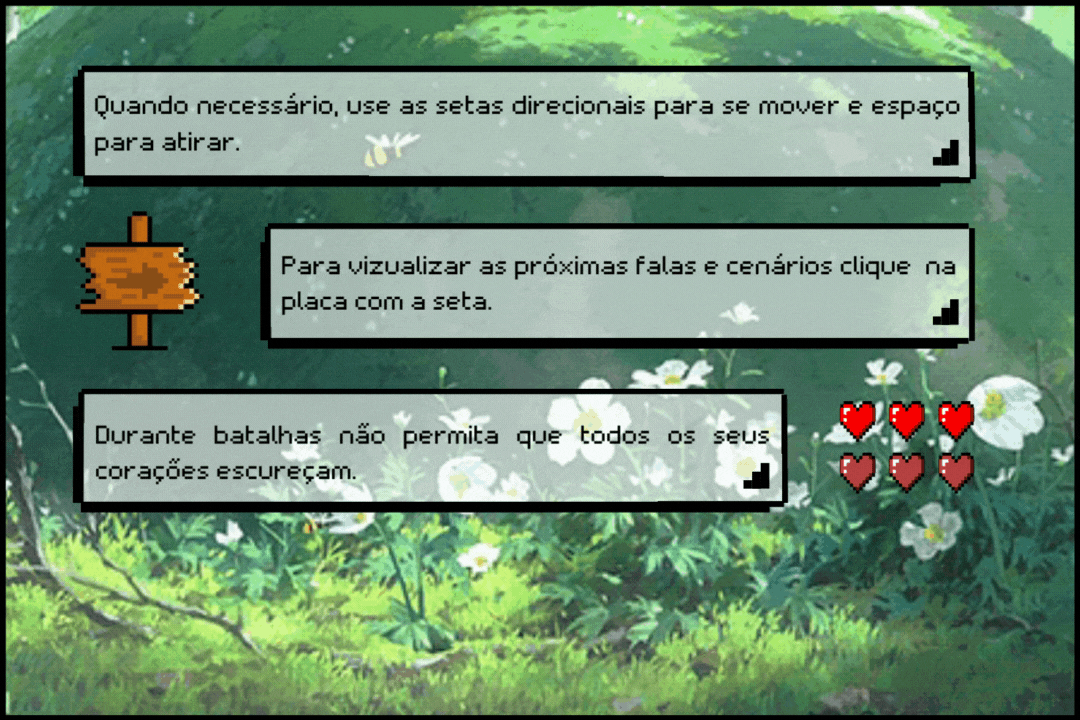 Quando necessário, use as setas direcionais para se mover e espaço
para atirar.
Para vizualizar as próximas falas e cenários clique na
placa com a seta.
Durante batalhas não permita que todos os seus
corações escureçam.